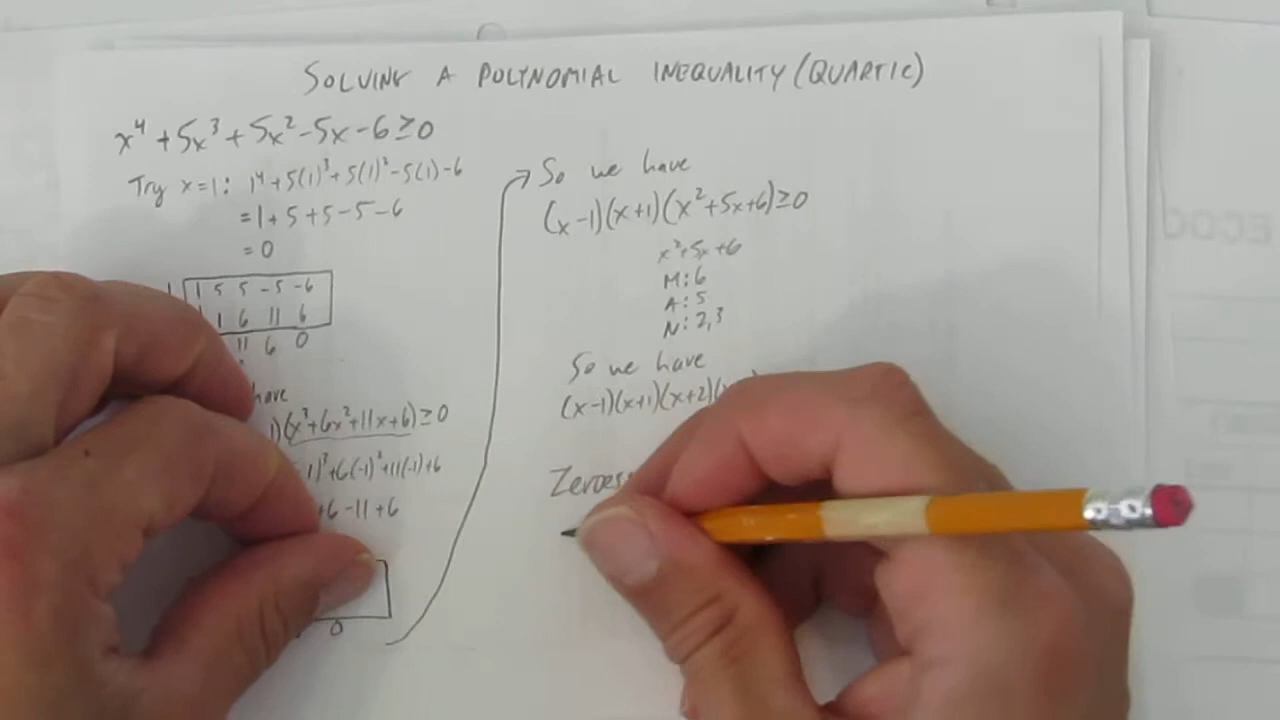 SOLVING A POLYNOMIAL INEQUALITY (QUARTIC)
x⁴ + 5x³ + 5x² - 5x - 6 ≥ 0
Try x=1: 1⁴ + 5(1)³ + 5(1)² - 5(1) - 6
= 1 + 5 + 5 - 5 - 6
= 0
1 5 5 -5 -6
1 6 11 6
11 6 0
have
1)(x³+6x²+11x+6) ≥ 0
1)³+6(-1)²+11(-1)+6
+6 -11 +6
0
So we have
(x-1)(x+1)(x²+5x+6) ≥ 0
x²+5x+6
M: 6
A: 5
N: 2,3
So we have
(x-1)(x+1)(x+2)(
Zeroes